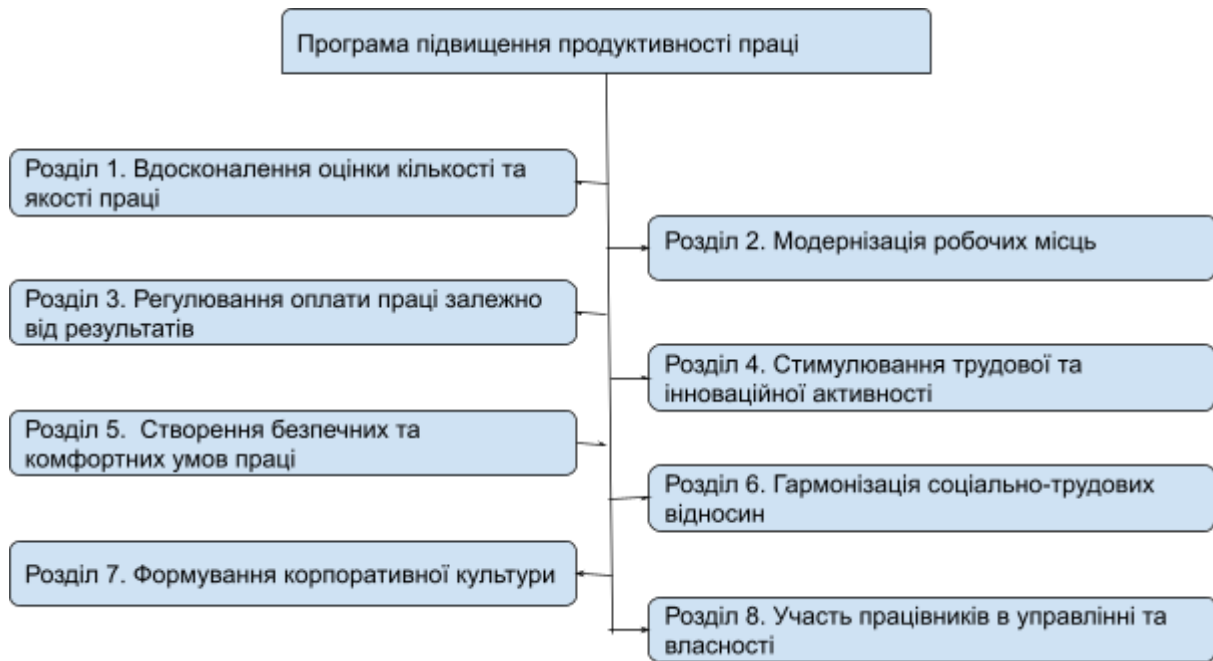 Програма підвищення продуктивності праці
Розділ 1. Вдосконалення оцінки кількості та
якості праці
Розділ 2. Модернізація робочих місць
Розділ 3. Регулювання оплати праці залежно
від результатів
Розділ 4. Стимулювання трудової та
інноваційної активності
Розділ 5.  Створення безпечних та
комфортних умов праці
Розділ 6. Гармонізація соціально-трудових
відносин
Розділ 7. Формування корпоративної культури
Розділ 8. Участь працівників в управлінні та
власності